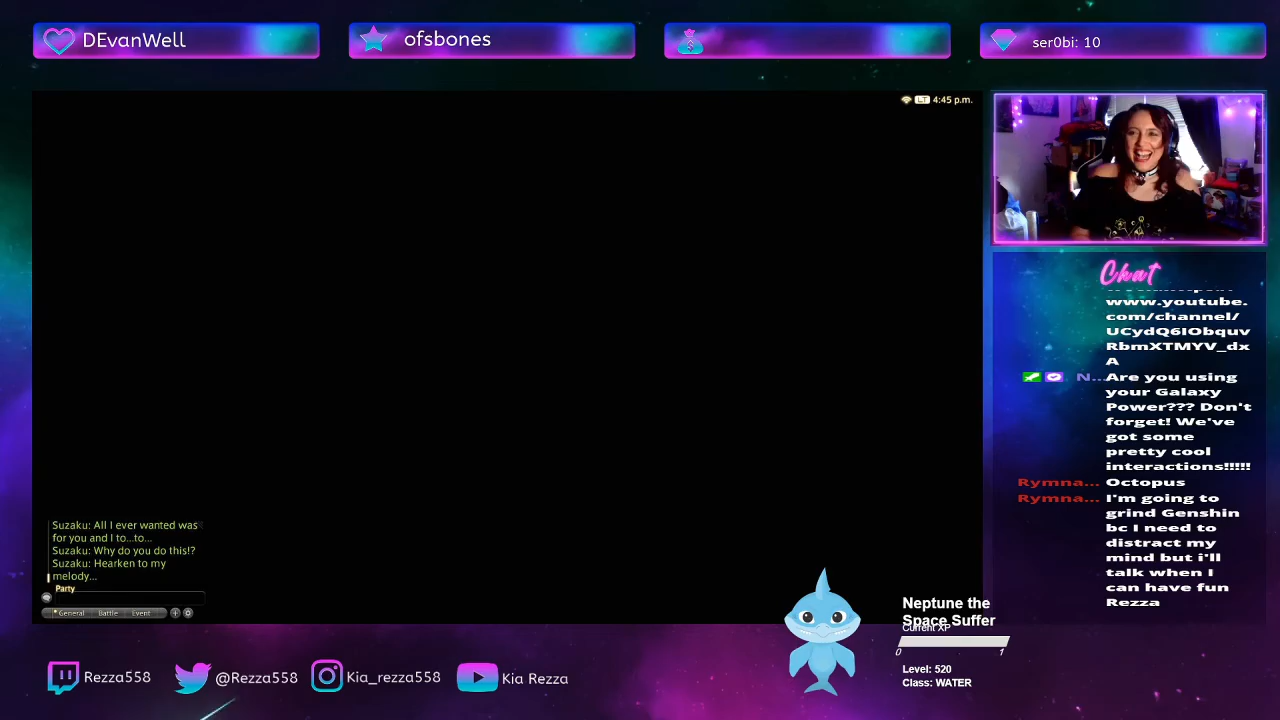 DEvanWell
ofsbones
ser0bi: 10
LT 4:45 p.m.
Chat
www.youtube.
com/channel/
UCydQ6IObquv
RbmXTMYV_dx
A
N... Are you using
your Galaxy
Power??? Don't
forget! We've
got some
pretty cool
interactions!!!!!
Rymna... Octopus
Rymna... I'm going to
grind Genshin
bc I need to
distract my
mind but i'll
talk when I
can have fun
Rezza
Suzaku: All I ever wanted was
for you and I to...to...
Suzaku: Why do you do this!?
Suzaku: Hearken to my
melody...
Party
General Battle Event
Neptune the
Space Suffer
Current XP
0 1
Level: 520
Class: WATER
Rezza558
@Rezza558
Kia_rezza558
Kia Rezza